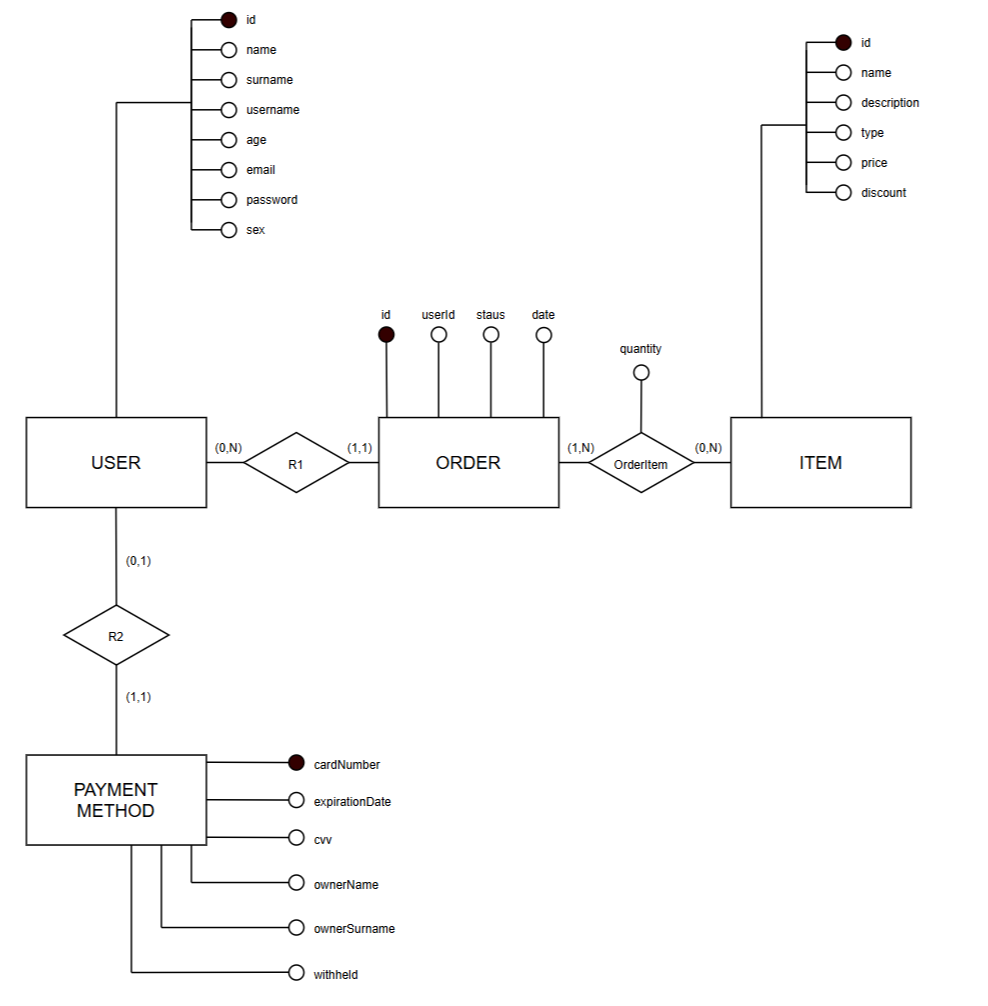 id
name
surname
username
age
email
password
sex
id
name
description
type
price
discount
id
userId
staus
date
quantity
USER
(0,N)
R1
(1,1)
ORDER
(1,N)
OrderItem
(0,N)
ITEM
(0,1)
R2
(1,1)
PAYMENT
METHOD
cardNumber
expirationDate
cvv
ownerName
ownerSurname
withheld